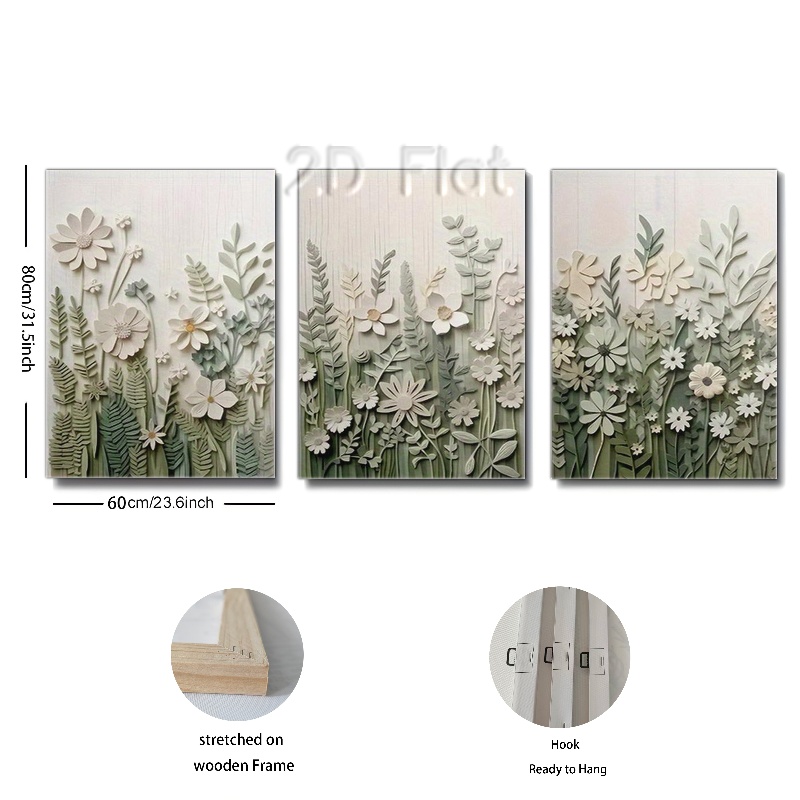 2D Flat
80cm/31.5inch
60cm/23.6inch
stretched on
wooden Frame
Hook
Ready to Hang